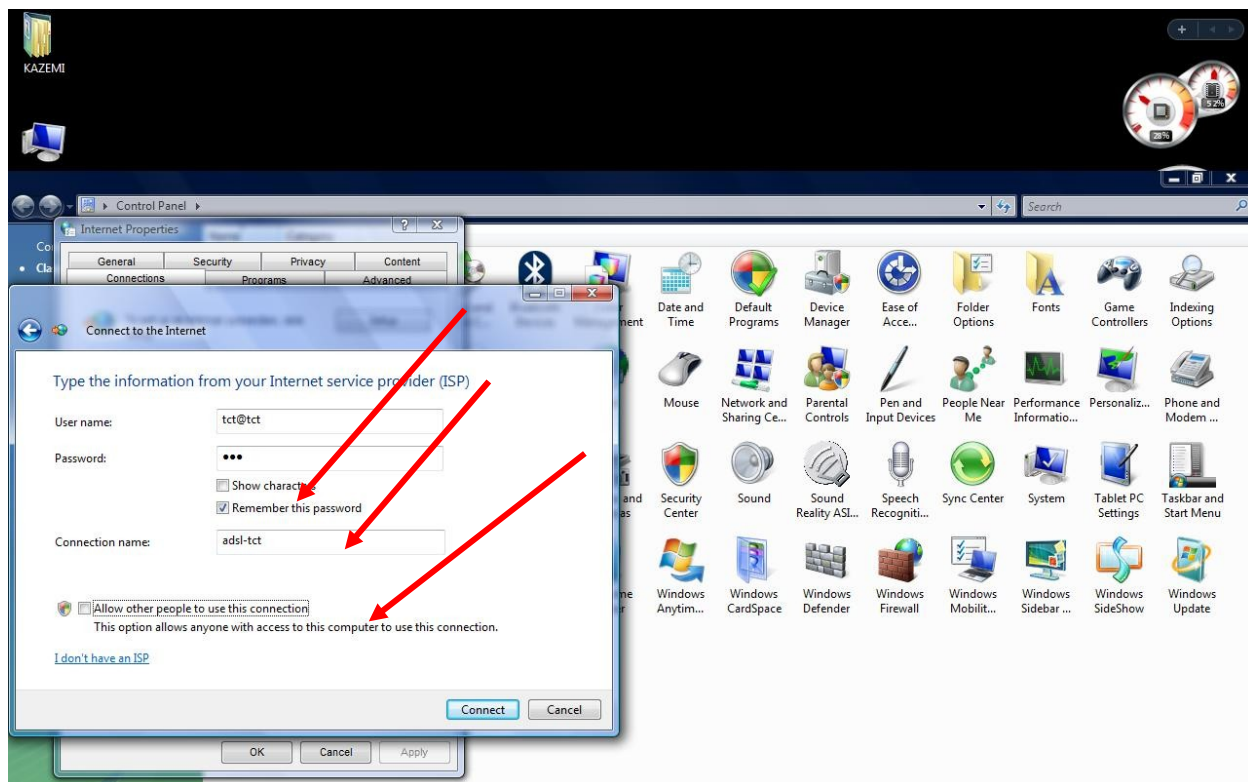 KAZEMI
52%
28%
Control Panel
Search
Internet Properties
General Security Privacy Content
Connections Programs Advanced
Connect to the Internet
Type the information from your Internet service provider (ISP)
User name: tct@tct
Password: •••
Show characters
Remember this password
Connection name: adsl-tct
Allow other people to use this connection
This option allows anyone with access to this computer to use this connection.
I don't have an ISP
Connect Cancel
OK Cancel Apply
Date and Time
Default Programs
Device Manager
Ease of Acce...
Folder Options
Fonts
Game Controllers
Indexing Options
Mouse
Network and Sharing Ce...
Parental Controls
Pen and Input Devices
People Near Me
Performance Informatio...
Personaliz...
Phone and Modem ...
Security Center
Sound
Sound Reality ASI...
Speech Recogniti...
Sync Center
System
Tablet PC Settings
Taskbar and Start Menu
Windows Anytim...
Windows CardSpace
Windows Defender
Windows Firewall
Windows Mobilit...
Windows Sidebar ...
Windows SideShow
Windows Update